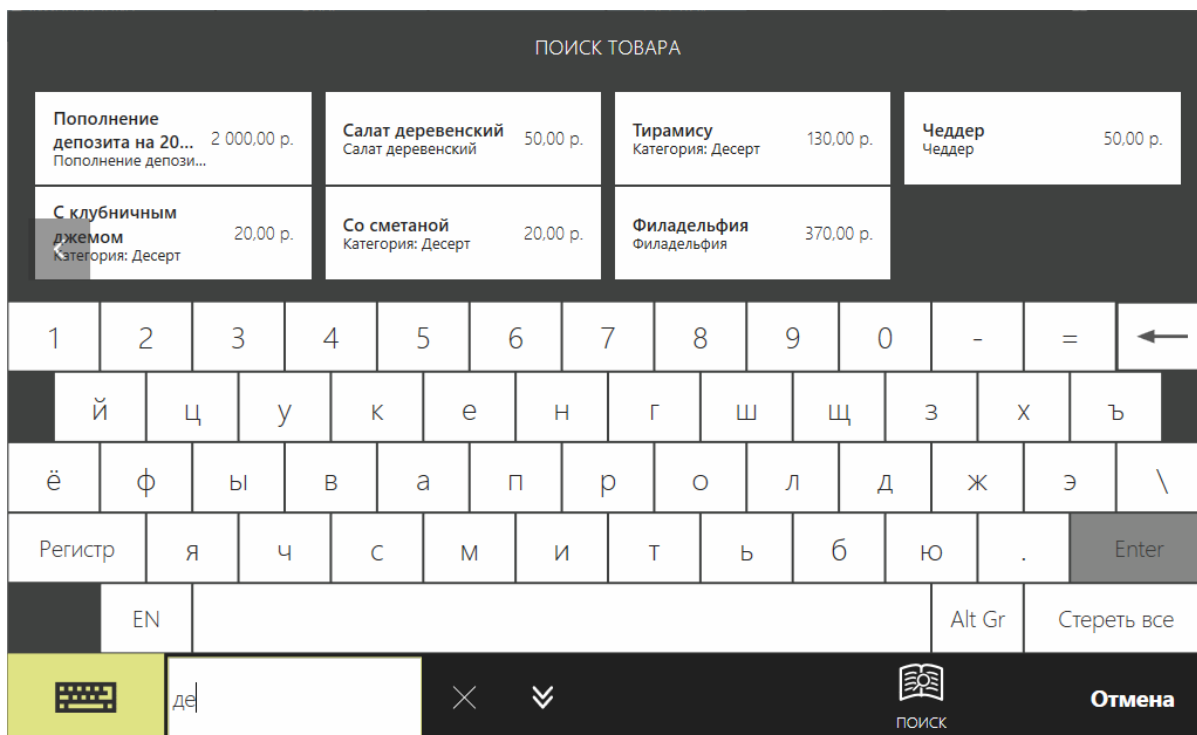 ПОИСК ТОВАРА
Пополнение
депозита на 20... 2 000,00 р.
Пополнение депози...
Салат деревенский 50,00 р.
Салат деревенский
Тирамису 130,00 р.
Категория: Десерт
Чеддер 50,00 р.
Чеддер
С клубничным
джемом 20,00 р.
Категория: Десерт
Со сметаной 20,00 р.
Категория: Десерт
Филадельфия 370,00 р.
Филадельфия
1 2 3 4 5 6 7 8 9 0 - =
й ц у к е н г ш щ з х ъ
ё ф ы в а п р о л д ж э \
Регистр я ч с м и т ь б ю . Enter
EN Alt Gr Стереть все
де ПОИСК Отмена